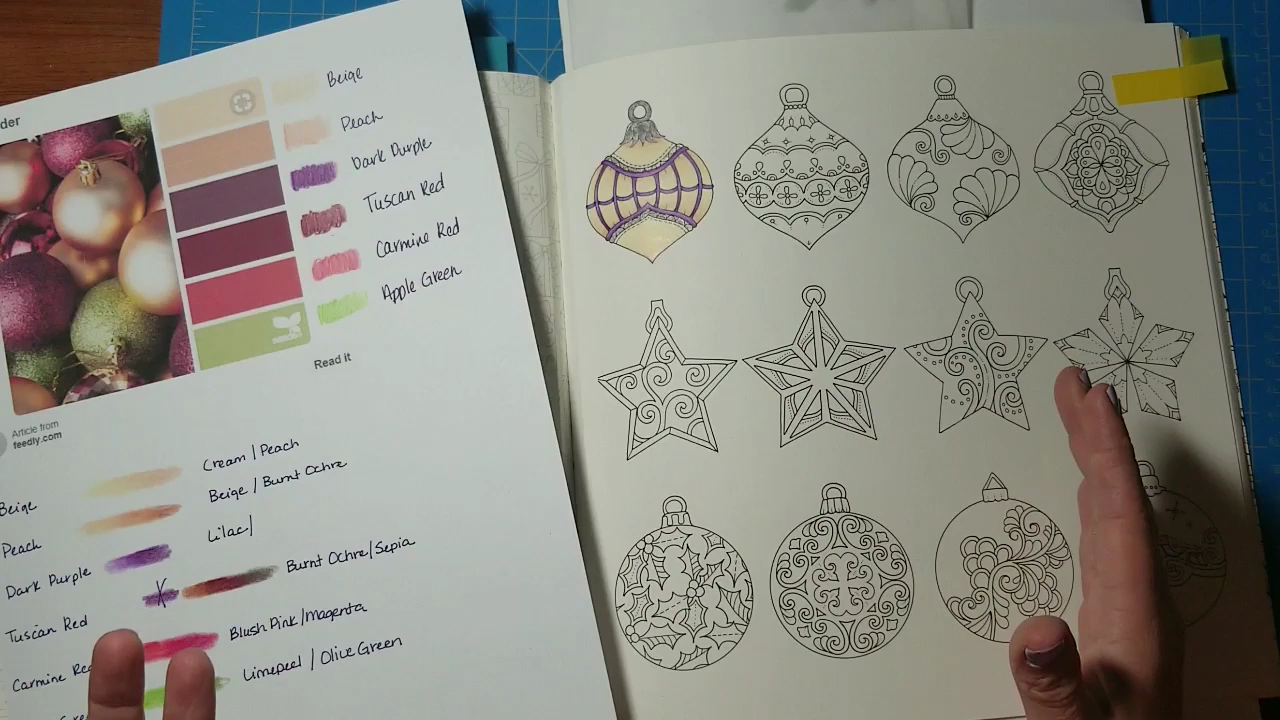 der
Beige
Peach
Dark Purple
Tuscan Red
Carmine Red
Apple Green
Read it
Article from
feedly.com
Beige
Cream / Peach
Peach
Beige / Burnt Ochre
Dark Purple
Lilac/
Tuscan Red
Burnt Ochre/Sepia
Carmine Red
Blush Pink / Magenta
Limepeel / Olive Green